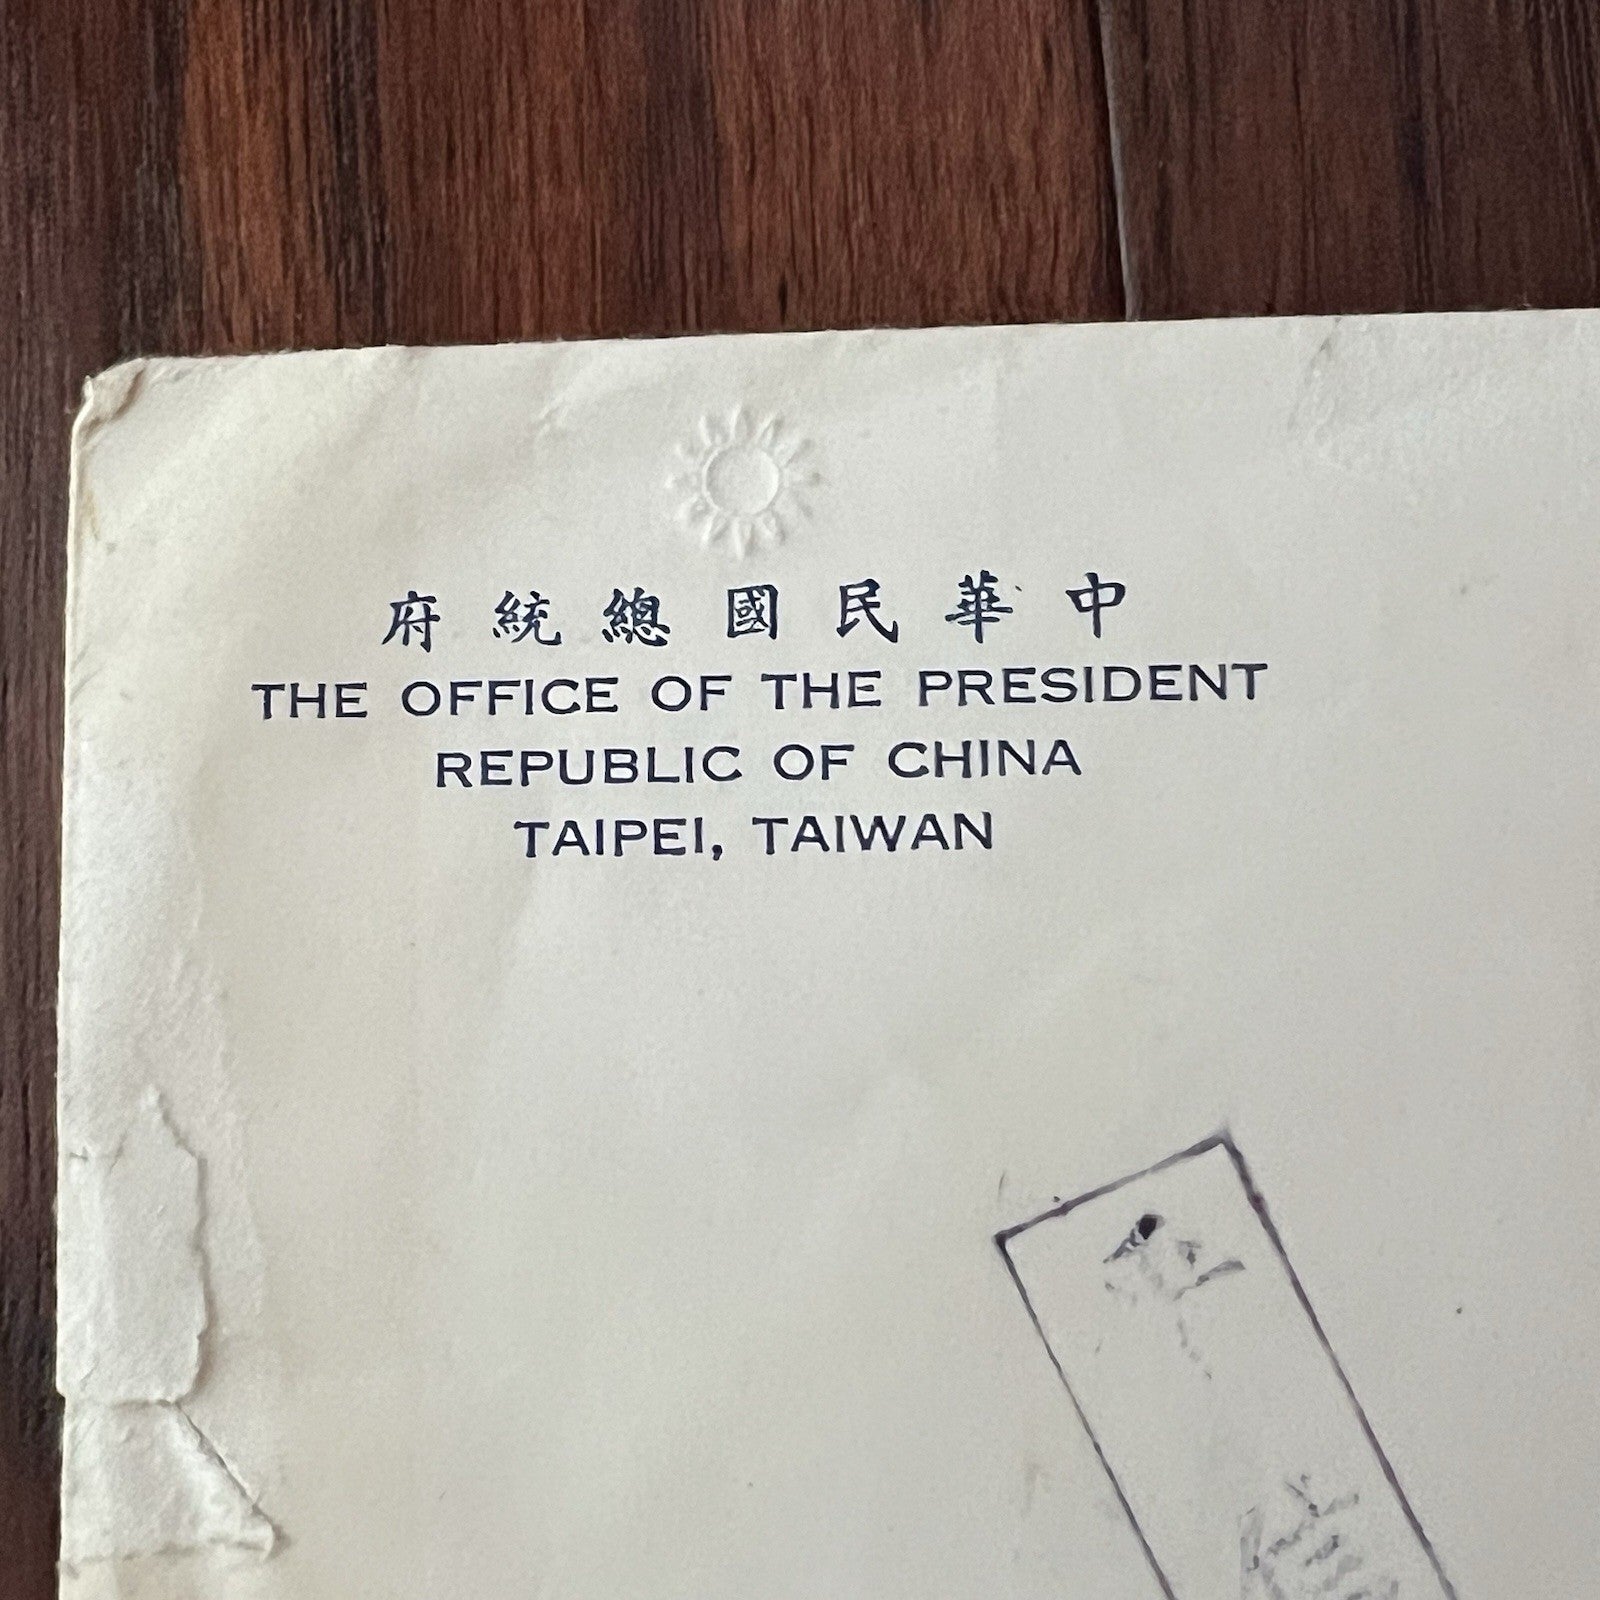 中華民國總統府
THE OFFICE OF THE PRESIDENT
REPUBLIC OF CHINA
TAIPEI, TAIWAN